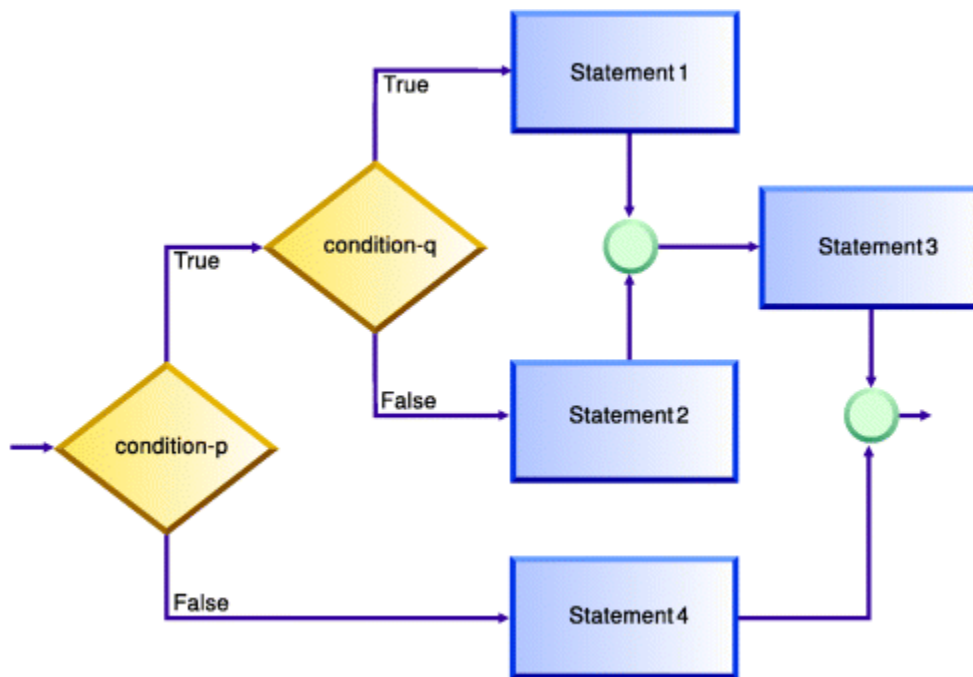 Statement 1
True
condition-q
True
Statement 3
False
Statement 2
condition-p
False
Statement 4